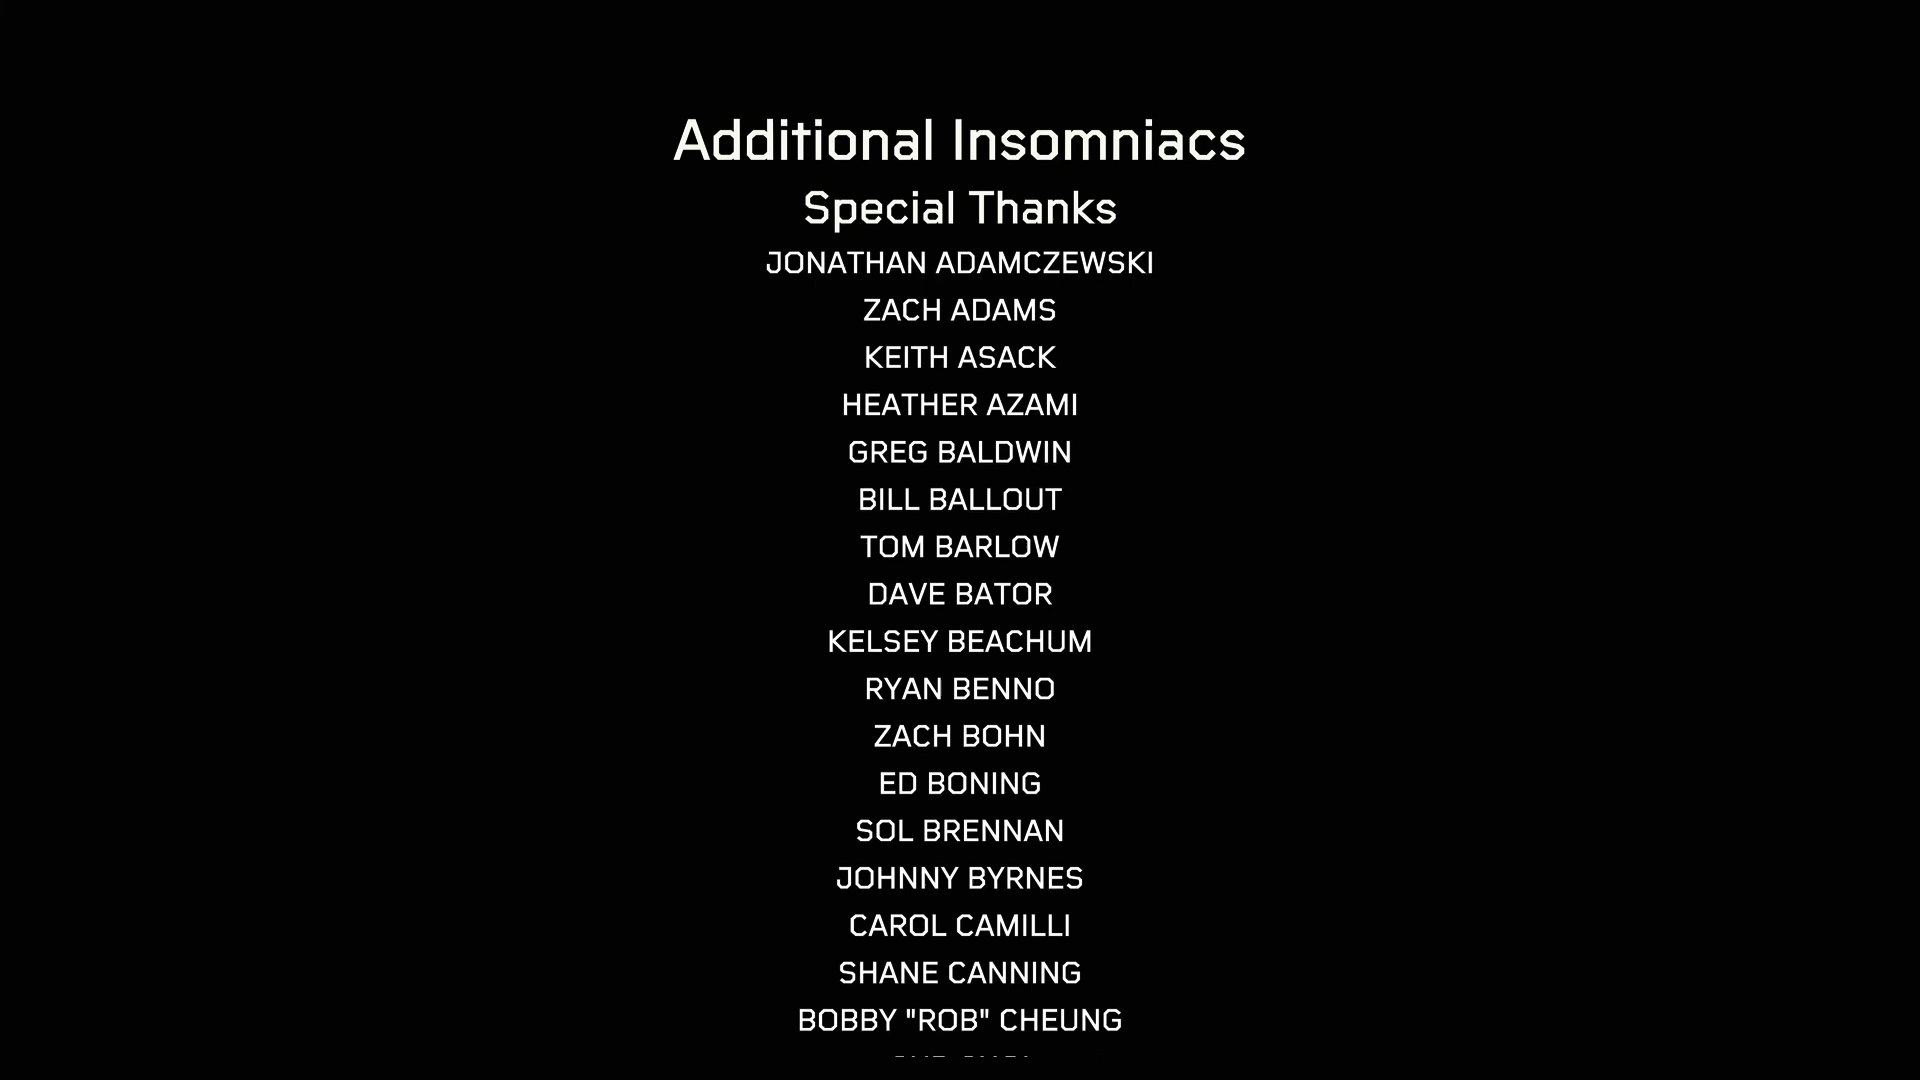 Additional Insomniacs
Special Thanks
JONATHAN ADAMCZEWSKI
ZACH ADAMS
KEITH ASACK
HEATHER AZAMI
GREG BALDWIN
BILL BALLOUT
TOM BARLOW
DAVE BATOR
KELSEY BEACHUM
RYAN BENNO
ZACH BOHN
ED BONING
SOL BRENNAN
JOHNNY BYRNES
CAROL CAMILLI
SHANE CANNING
BOBBY "ROB" CHEUNG